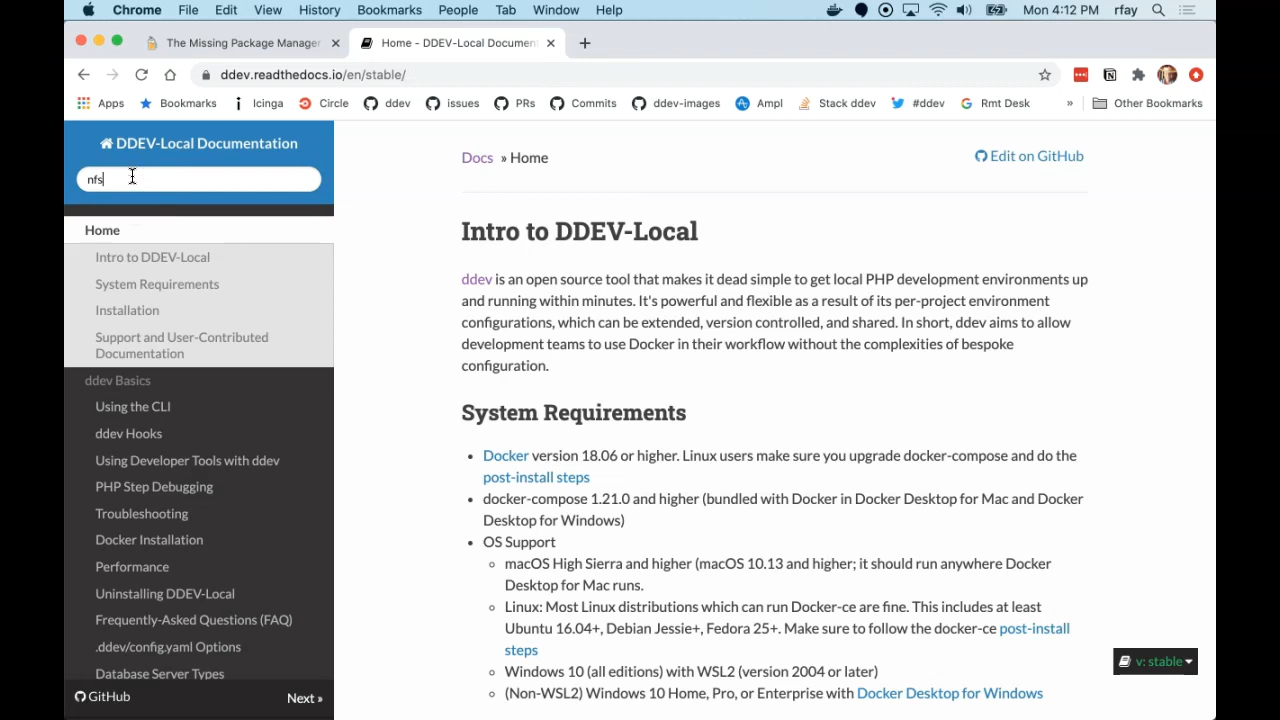 Chrome File Edit View History Bookmarks People Tab Window Help Mon 4:12 PM rfay
The Missing Package Manager
Home - DDEV-Local Documen
ddev.readthedocs.io/en/stable/
Apps Bookmarks Icinga Circle ddev issues PRs Commits ddev-images Ampl Stack ddev #ddev Rmt Desk » Other Bookmarks
DDEV-Local Documentation
nfs
Home
Intro to DDEV-Local
System Requirements
Installation
Support and User-Contributed
Documentation
ddev Basics
Using the CLI
ddev Hooks
Using Developer Tools with ddev
PHP Step Debugging
Troubleshooting
Docker Installation
Performance
Uninstalling DDEV-Local
Frequently-Asked Questions (FAQ)
.ddev/config.yaml Options
Database Server Types
GitHub Next »
Docs » Home
Edit on GitHub
Intro to DDEV-Local
ddev is an open source tool that makes it dead simple to get local PHP development environments up
and running within minutes. It's powerful and flexible as a result of its per-project environment
configurations, which can be extended, version controlled, and shared. In short, ddev aims to allow
development teams to use Docker in their workflow without the complexities of bespoke
configuration.
System Requirements
• Docker version 18.06 or higher. Linux users make sure you upgrade docker-compose and do the
post-install steps
• docker-compose 1.21.0 and higher (bundled with Docker in Docker Desktop for Mac and Docker
Desktop for Windows)
• OS Support
macOS High Sierra and higher (macOS 10.13 and higher; it should run anywhere Docker
Desktop for Mac runs.
Linux: Most Linux distributions which can run Docker-ce are fine. This includes at least
Ubuntu 16.04+, Debian Jessie+, Fedora 25+. Make sure to follow the docker-ce post-install
steps
Windows 10 (all editions) with WSL2 (version 2004 or later)
(Non-WSL2) Windows 10 Home, Pro, or Enterprise with Docker Desktop for Windows
v: stable